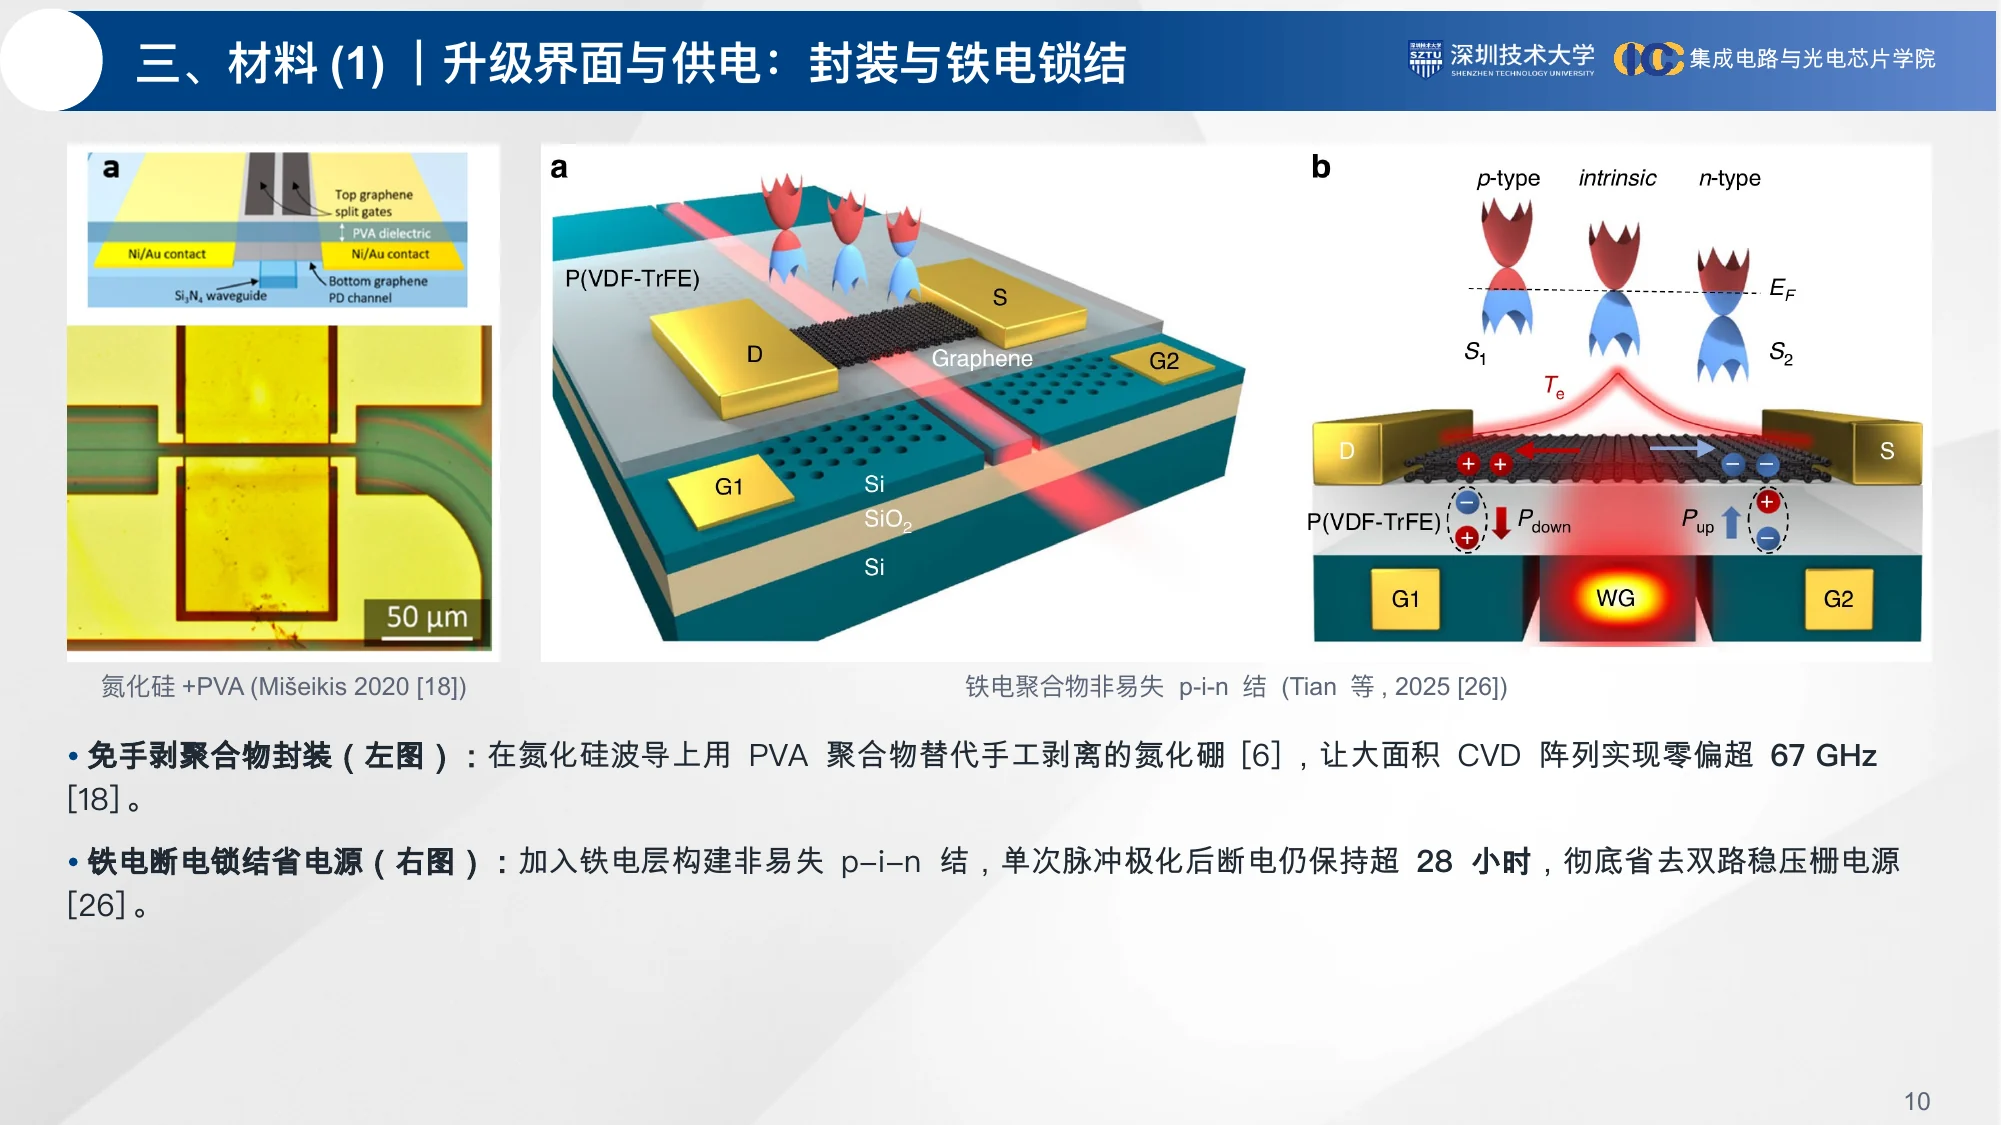 三、材料 (1) ｜升级界面与供电：封装与铁电锁结
深圳技术大学
SHENZHEN TECHNOLOGY UNIVERSITY
SZTU
集成电路与光电芯片学院
a
Top graphene
split gates
PVA dielectric
Ni/Au contact
Ni/Au contact
Bottom graphene
PD channel
Si₃N₄ waveguide
50 μm
a
P(VDF-TrFE)
S
D
Graphene
G2
G1
Si
SiO₂
Si
b
p-type intrinsic n-type
E_F
S₁
S₂
T_e
D
S
P(VDF-TrFE)
P_down
P_up
G1
WG
G2
氮化硅 +PVA (Mišeikis 2020 [18])
铁电聚合物非易失 p-i-n 结 (Tian 等 , 2025 [26])
• 免手剥聚合物封装（左图）：在氮化硅波导上用 PVA 聚合物替代手工剥离的氮化硼 [6]，让大面积 CVD 阵列实现零偏超 67 GHz
[18]。
• 铁电断电锁结省电源（右图）：加入铁电层构建非易失 p–i–n 结，单次脉冲极化后断电仍保持超 28 小时，彻底省去双路稳压栅电源
[26]。
10